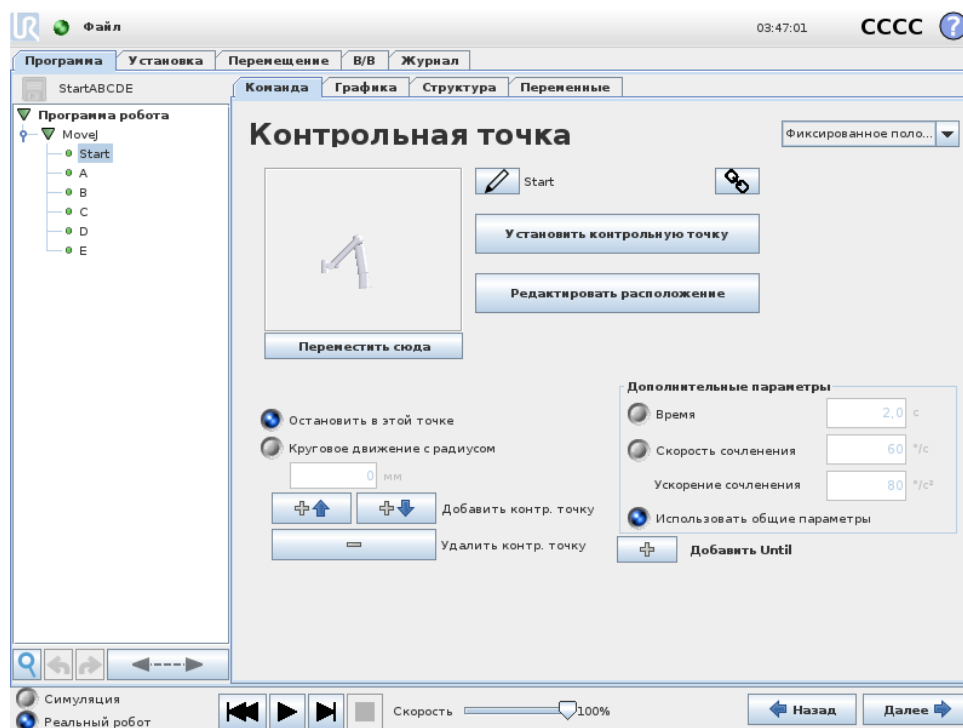 UR Файл 03:47:01 CCCC ?
Программа Установка Перемещение В/В Журнал
StartABCDE
Команда Графика Структура Переменные
Программа робота
MoveJ
Start
A
B
C
D
E
Контрольная точка
Фиксированное поло...
Start
Установить контрольную точку
Редактировать расположение
Переместить сюда
Остановить в этой точке
Круговое движение с радиусом
0 мм
Добавить контр. точку
Удалить контр. точку
Дополнительные параметры
Время 2,0 с
Скорость сочленения 60 °/с
Ускорение сочленения 80 °/с²
Использовать общие параметры
Добавить Until
Симуляция
Реальный робот
Скорость 100%
Назад Далее